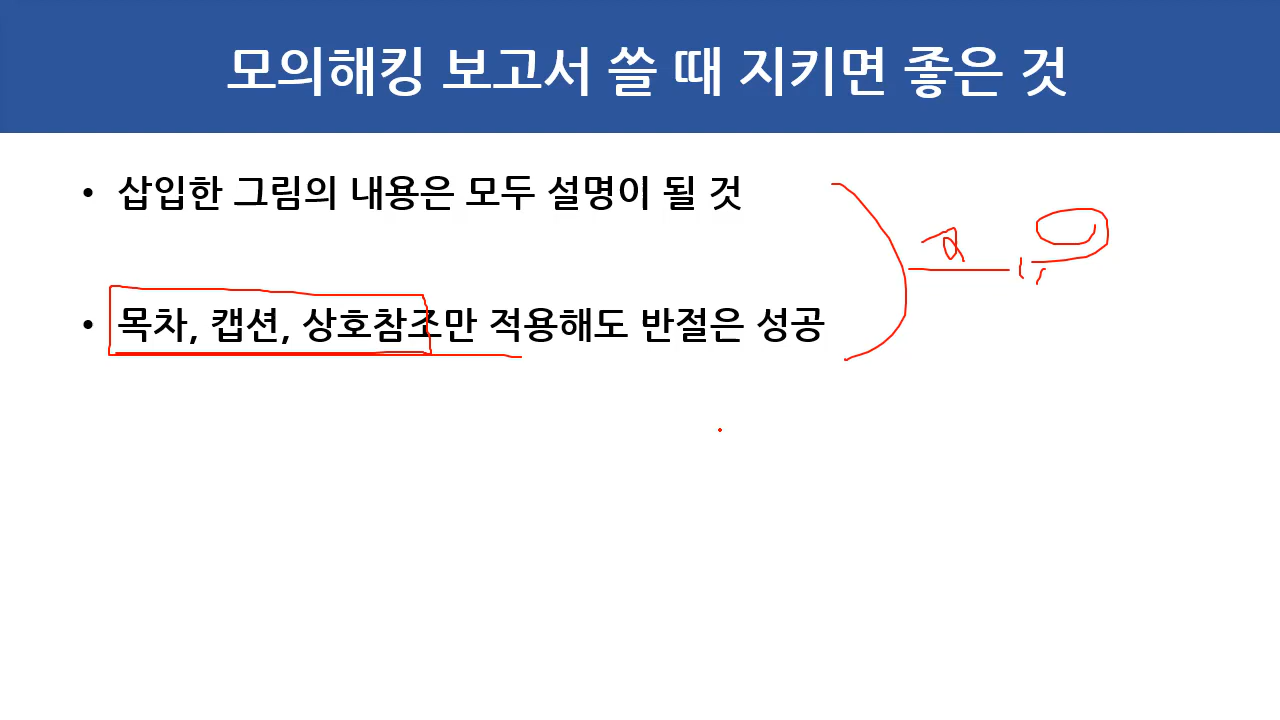 모의해킹 보고서 쓸 때 지키면 좋은 것
• 삽입한 그림의 내용은 모두 설명이 될 것
• 목차, 캡션, 상호참조만 적용해도 반절은 성공